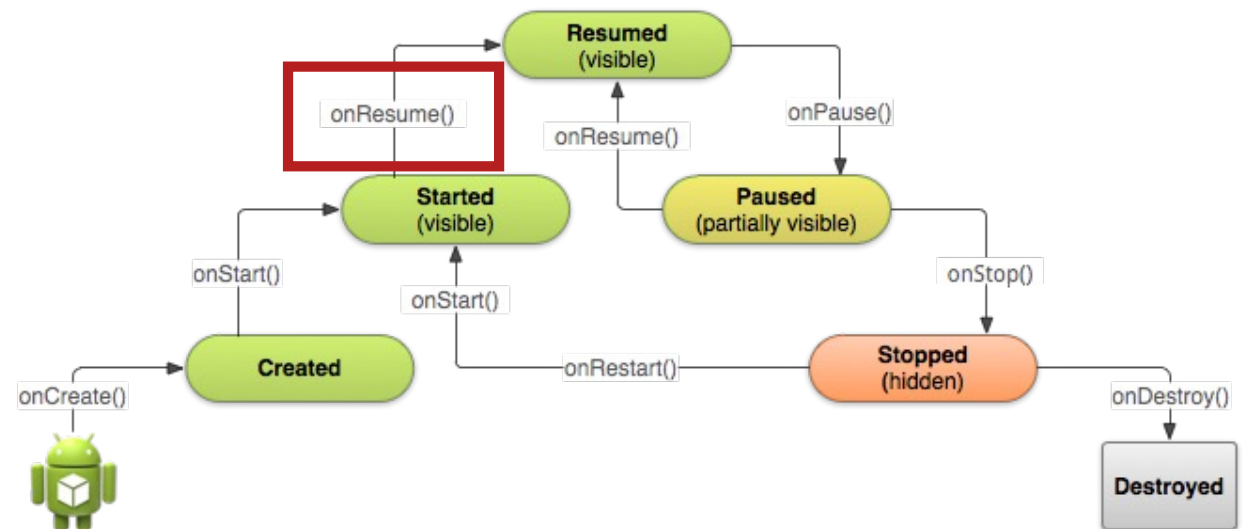 Resumed
(visible)
onResume()
onResume()
onPause()
Started
(visible)
Paused
(partially visible)
onStart()
onStart()
onStop()
Created
onRestart()
Stopped
(hidden)
onCreate()
onDestroy()
Destroyed